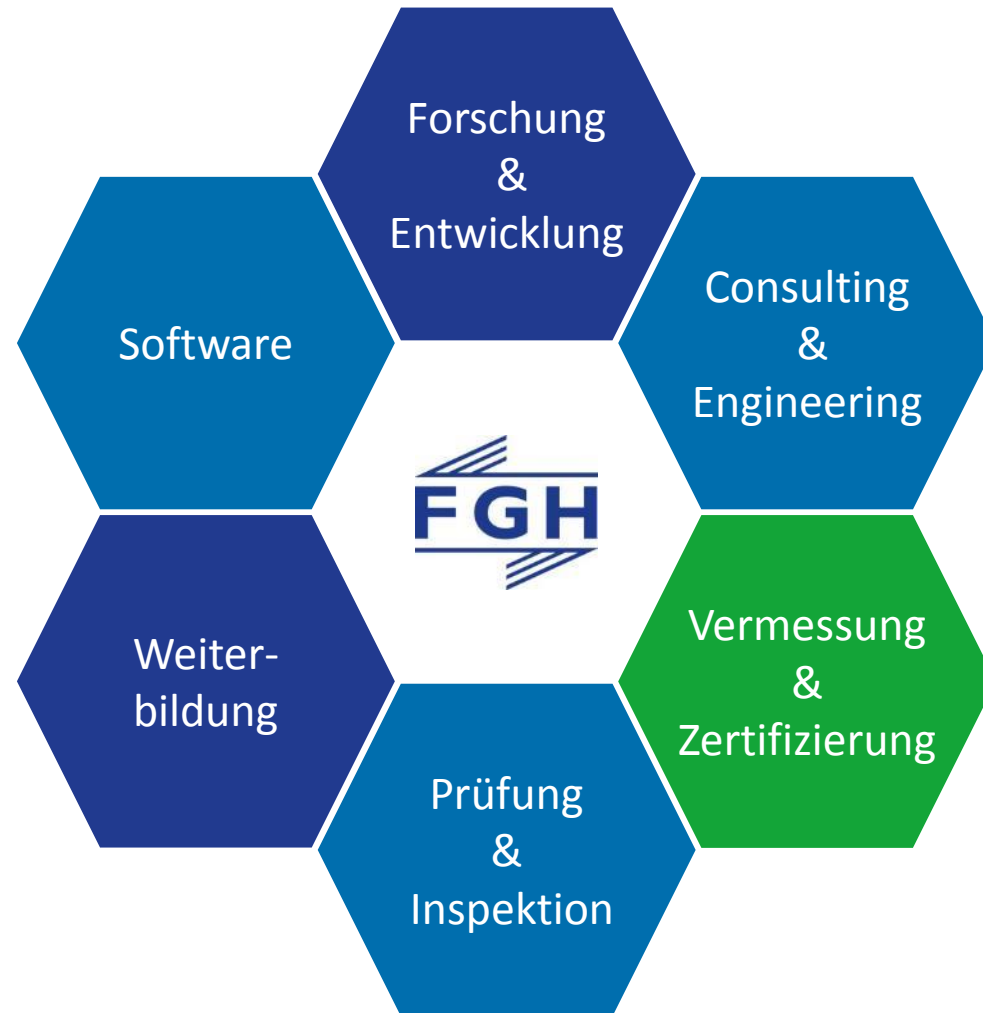 Forschung
&
Entwicklung
Consulting
&
Engineering
Software
FGH
Vermessung
&
Zertifizierung
Weiter-
bildung
Prüfung
&
Inspektion